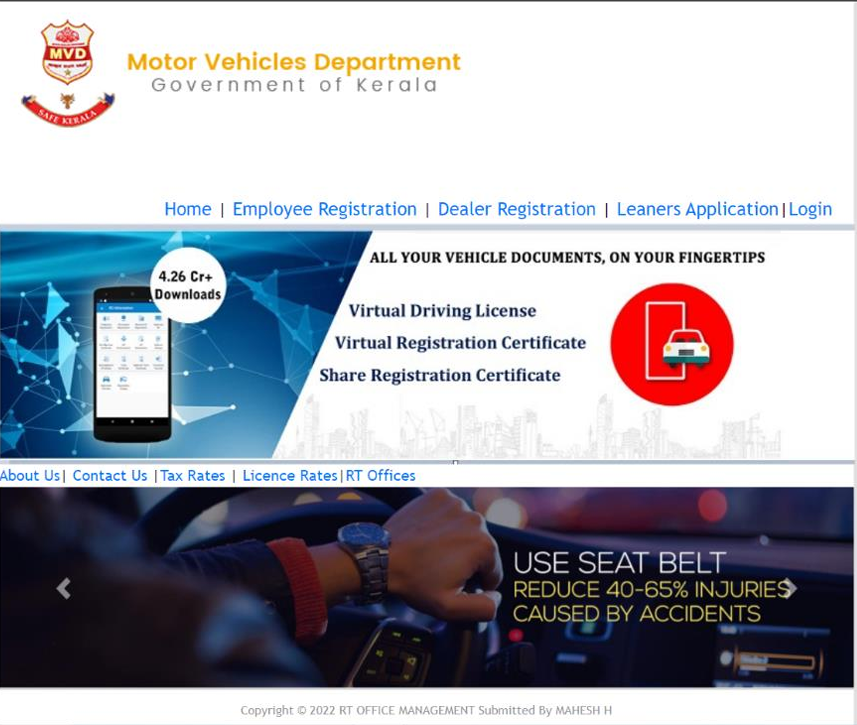 MVD
SAFE KERALA
Motor Vehicles Department
Government of Kerala
Home | Employee Registration | Dealer Registration | Leaners Application|Login
4.26 Cr+
Downloads
ALL YOUR VEHICLE DOCUMENTS, ON YOUR FINGERTIPS
Virtual Driving License
Virtual Registration Certificate
Share Registration Certificate
About Us| Contact Us |Tax Rates | Licence Rates|RT Offices
USE SEAT BELT
REDUCE 40-65% INJURIES
CAUSED BY ACCIDENTS
Copyright © 2022 RT OFFICE MANAGEMENT Submitted By MAHESH H